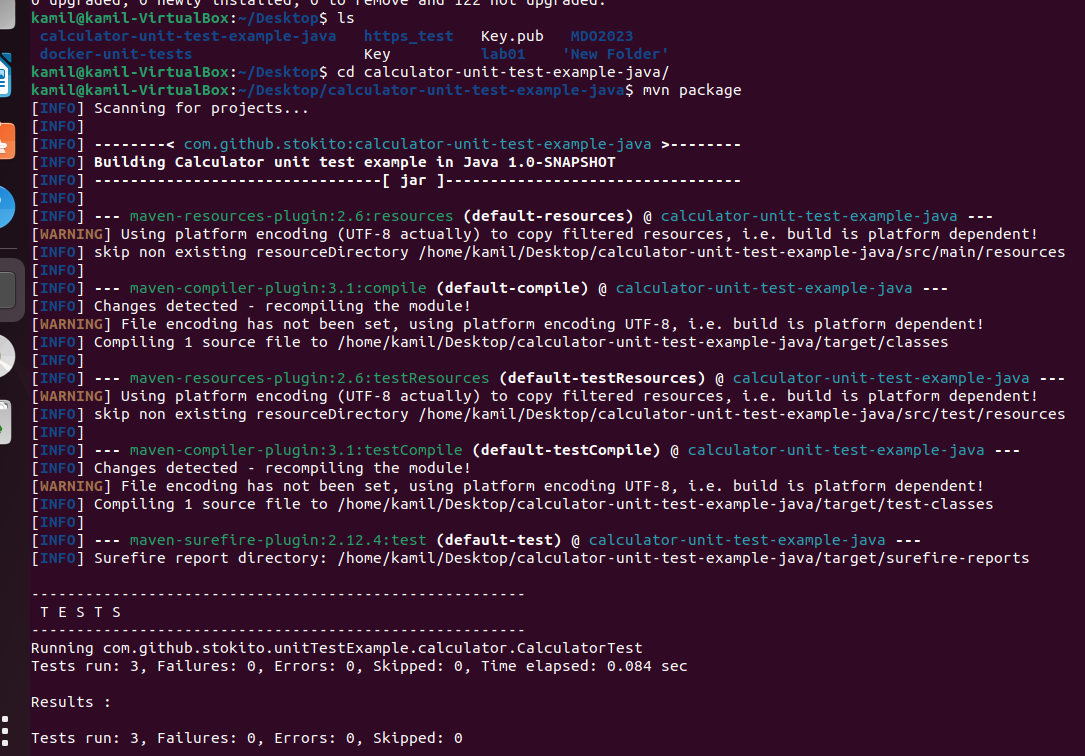 0 upgraded, 0 newly installed, 0 to remove and 122 not upgraded.
kamil@kamil-VirtualBox:~/Desktop$ ls
calculator-unit-test-example-java   https_test   Key.pub   MDO2023
docker-unit-tests                   Key          lab01    'New Folder'
kamil@kamil-VirtualBox:~/Desktop$ cd calculator-unit-test-example-java/
kamil@kamil-VirtualBox:~/Desktop/calculator-unit-test-example-java$ mvn package
[INFO] Scanning for projects...
[INFO]
[INFO] --------< com.github.stokito:calculator-unit-test-example-java >--------
[INFO] Building Calculator unit test example in Java 1.0-SNAPSHOT
[INFO] --------------------------------[ jar ]---------------------------------
[INFO]
[INFO] --- maven-resources-plugin:2.6:resources (default-resources) @ calculator-unit-test-example-java ---
[WARNING] Using platform encoding (UTF-8 actually) to copy filtered resources, i.e. build is platform dependent!
[INFO] skip non existing resourceDirectory /home/kamil/Desktop/calculator-unit-test-example-java/src/main/resources
[INFO]
[INFO] --- maven-compiler-plugin:3.1:compile (default-compile) @ calculator-unit-test-example-java ---
[INFO] Changes detected - recompiling the module!
[WARNING] File encoding has not been set, using platform encoding UTF-8, i.e. build is platform dependent!
[INFO] Compiling 1 source file to /home/kamil/Desktop/calculator-unit-test-example-java/target/classes
[INFO]
[INFO] --- maven-resources-plugin:2.6:testResources (default-testResources) @ calculator-unit-test-example-java ---
[WARNING] Using platform encoding (UTF-8 actually) to copy filtered resources, i.e. build is platform dependent!
[INFO] skip non existing resourceDirectory /home/kamil/Desktop/calculator-unit-test-example-java/src/test/resources
[INFO]
[INFO] --- maven-compiler-plugin:3.1:testCompile (default-testCompile) @ calculator-unit-test-example-java ---
[INFO] Changes detected - recompiling the module!
[WARNING] File encoding has not been set, using platform encoding UTF-8, i.e. build is platform dependent!
[INFO] Compiling 1 source file to /home/kamil/Desktop/calculator-unit-test-example-java/target/test-classes
[INFO]
[INFO] --- maven-surefire-plugin:2.12.4:test (default-test) @ calculator-unit-test-example-java ---
[INFO] Surefire report directory: /home/kamil/Desktop/calculator-unit-test-example-java/target/surefire-reports
-------------------------------------------------------
T E S T S
-------------------------------------------------------
Running com.github.stokito.unitTestExample.calculator.CalculatorTest
Tests run: 3, Failures: 0, Errors: 0, Skipped: 0, Time elapsed: 0.084 sec
Results :
Tests run: 3, Failures: 0, Errors: 0, Skipped: 0